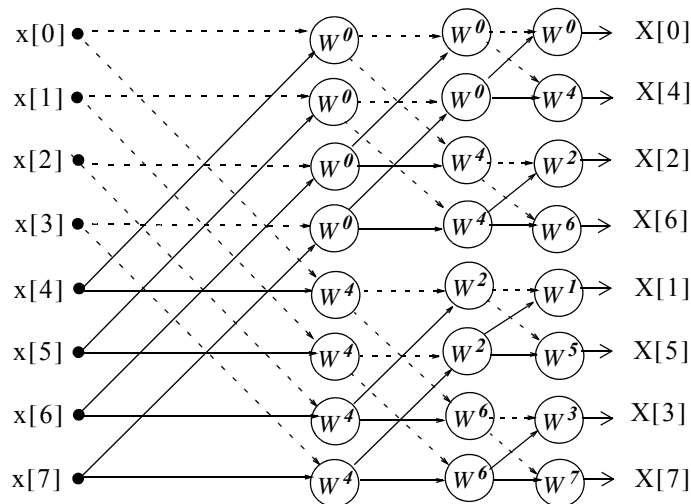 x[0] W⁰ W⁰ W⁰ X[0]
x[1] W⁰ W⁰ W⁴ X[4]
x[2] W⁰ W⁴ W² X[2]
x[3] W⁰ W⁴ W⁶ X[6]
x[4] W⁴ W² W¹ X[1]
x[5] W⁴ W² W⁵ X[5]
x[6] W⁴ W⁶ W³ X[3]
x[7] W⁴ W⁶ W⁷ X[7]